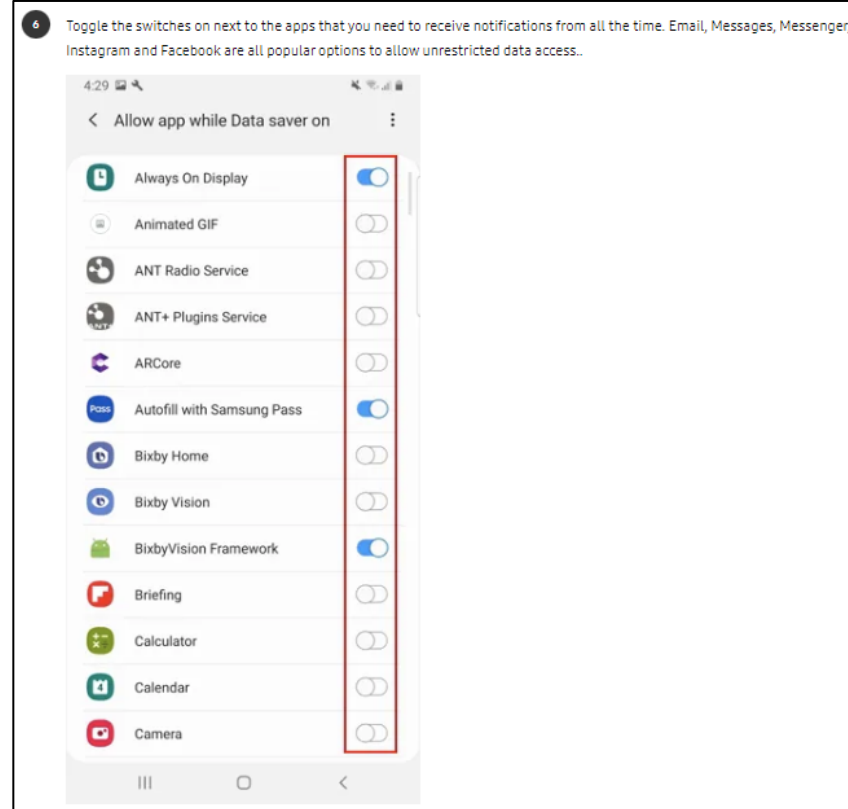 6
Toggle the switches on next to the apps that you need to receive notifications from all the time. Email, Messages, Messenger,
Instagram and Facebook are all popular options to allow unrestricted data access..
4:29
Allow app while Data saver on
Always On Display
Animated GIF
ANT Radio Service
ANT+ Plugins Service
ARCore
Pass Autofill with Samsung Pass
Bixby Home
Bixby Vision
BixbyVision Framework
Briefing
Calculator
4 Calendar
Camera